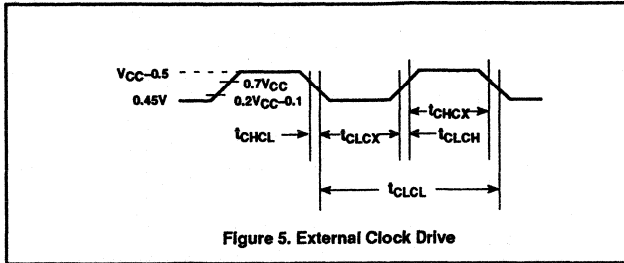 VCC–0.5
0.7VCC
0.45V
0.2VCC–0.1
tCHCX
tCHCL
tCLCX
tCLCH
tCLCL
Figure 5. External Clock Drive